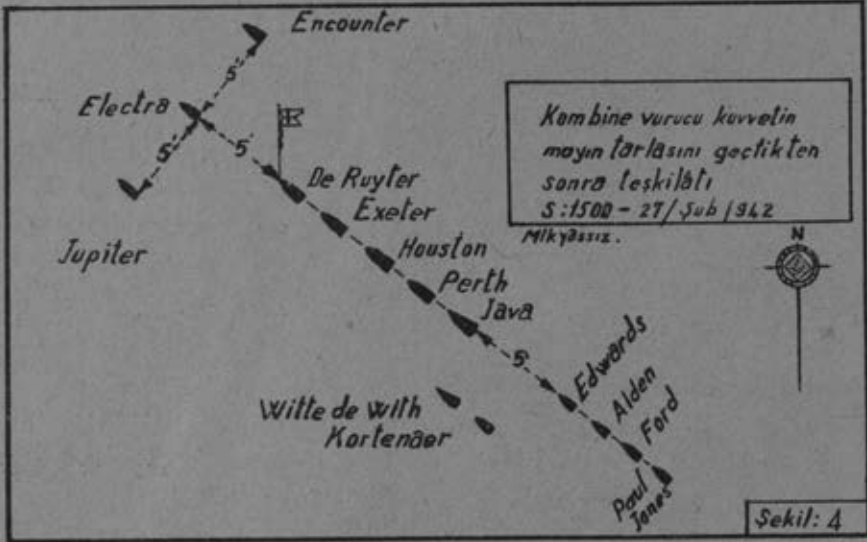 Encounter
Electra
5'
5'
5'
De Ruyter
Exeter
Houston
Perth
Java
Jupiter
Kombine vurucu kuvvetin
mayın tarlasını geçtikten
sonra teşkilâtı
S:1500 - 27/Şub/942
Mikyassız.
N
5'
Edwards
Alden
Ford
Paul
Jones
Witte de With
Kortenaer
Şekil: 4